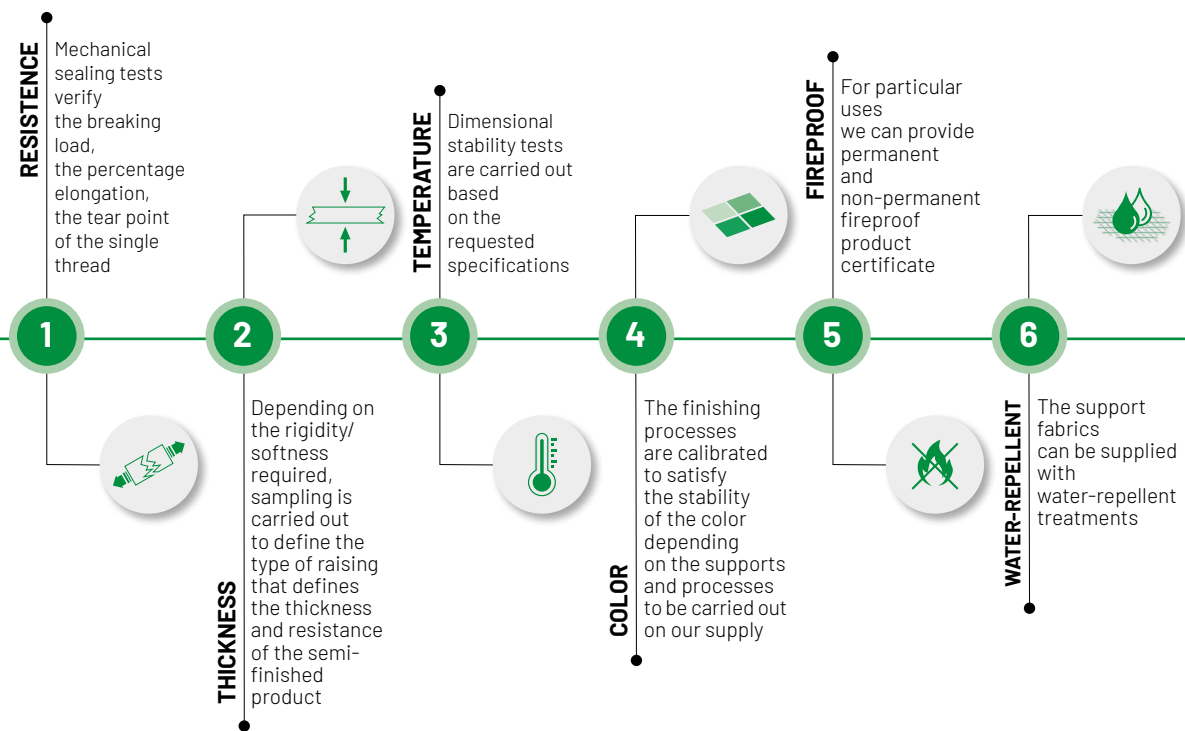 RESISTENCE
Mechanical
sealing tests
verify
the breaking
load,
the percentage
elongation,
the tear point
of the single
thread
1
2
THICKNESS
Depending on
the rigidity/
softness
required,
sampling is
carried out
to define the
type of raising
that defines
the thickness
and resistance
of the semi-
finished
product
TEMPERATURE
Dimensional
stability tests
are carried out
based
on the
requested
specifications
3
4
COLOR
The finishing
processes
are calibrated
to satisfy
the stability
of the color
depending
on the supports
and processes
to be carried out
on our supply
FIREPROOF
For particular
uses
we can provide
permanent
and
non-permanent
fireproof
product
certificate
5
6
WATER-REPELLENT
The support
fabrics
can be supplied
with
water-repellent
treatments